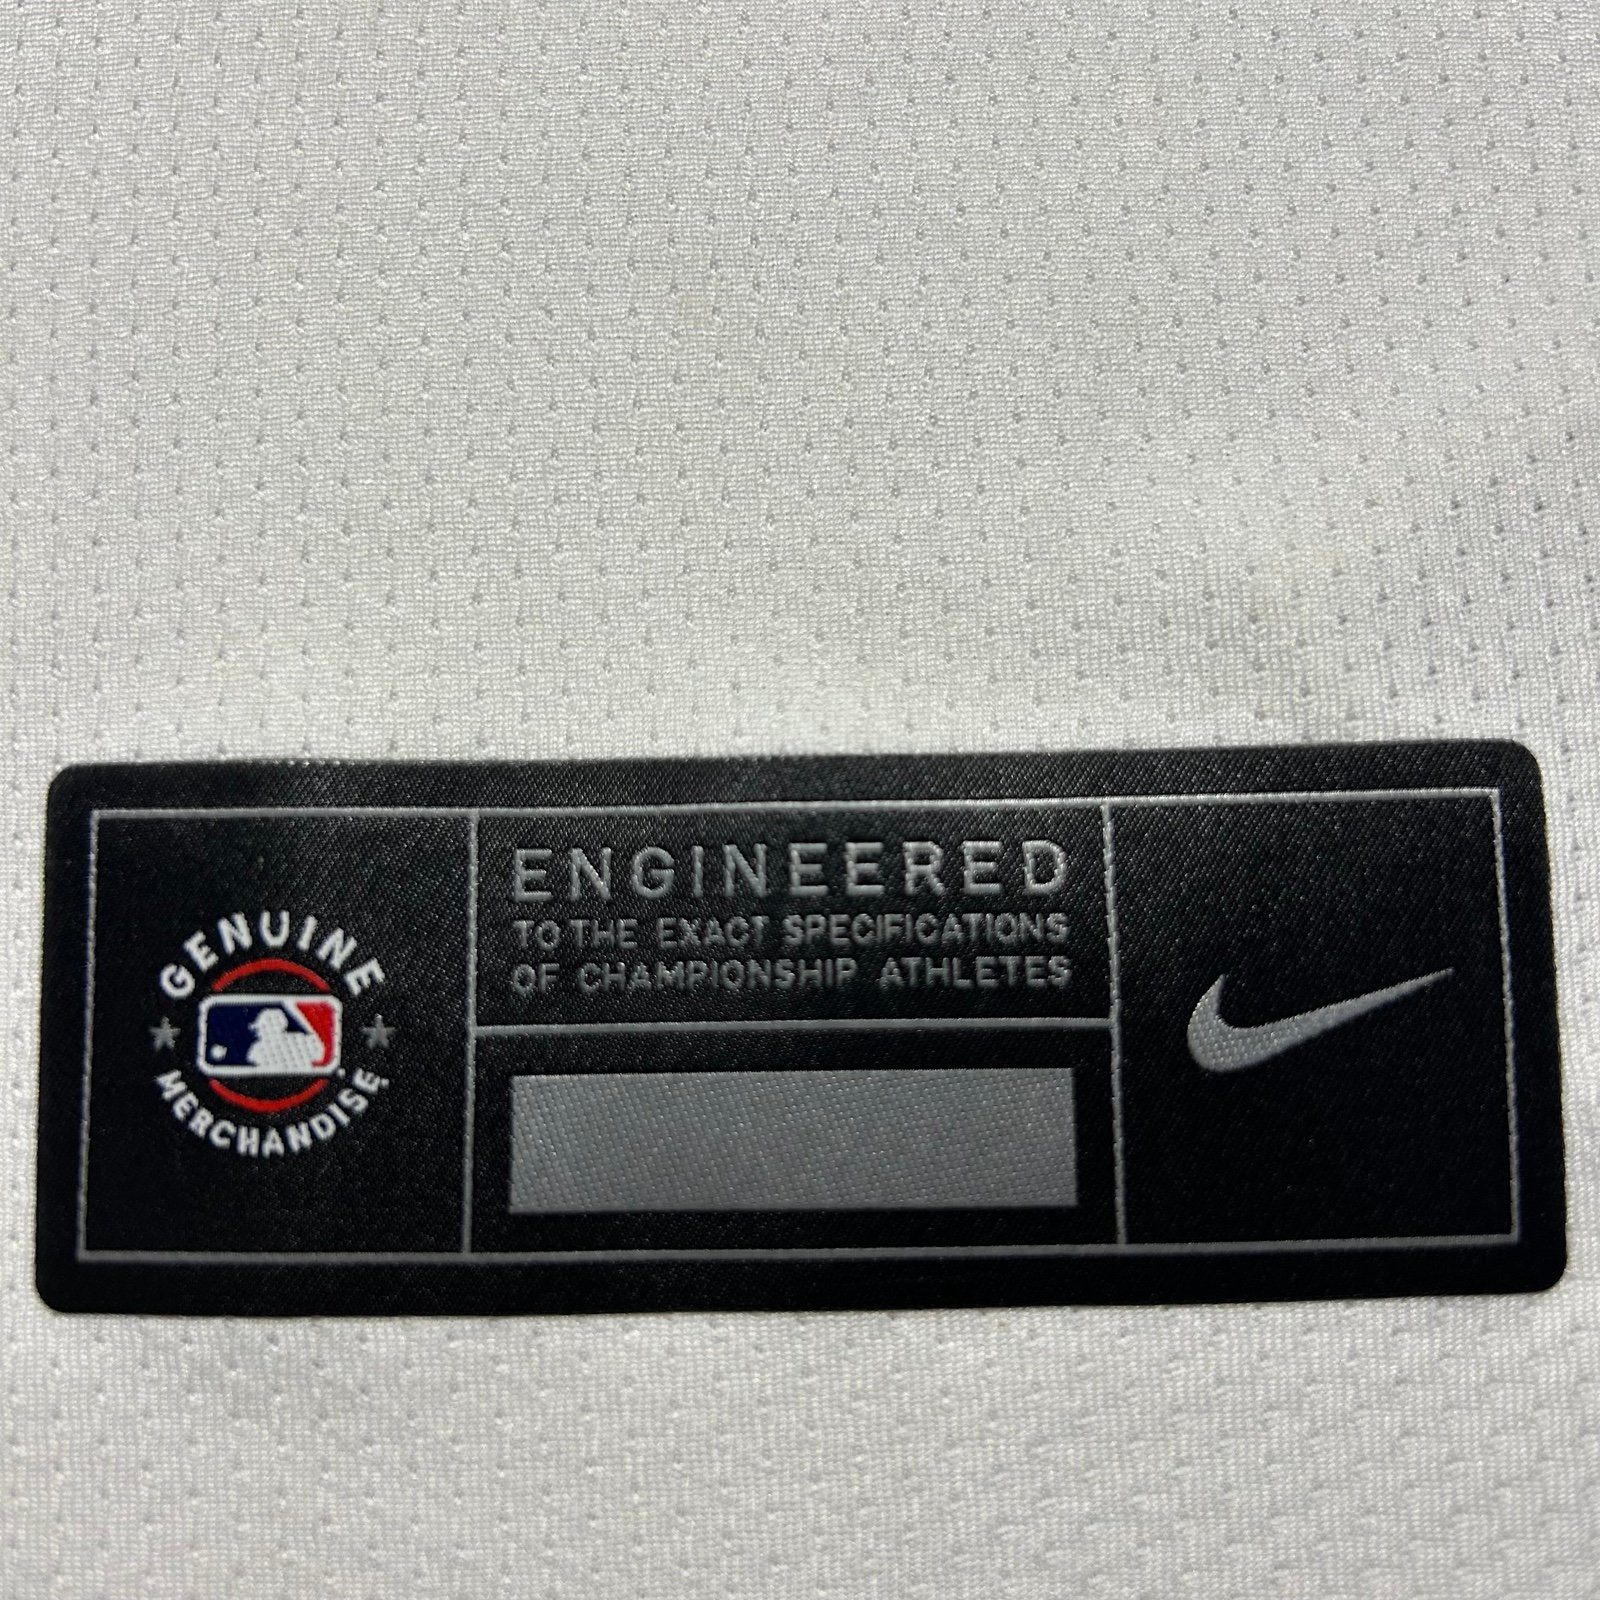 GENUINE
MERCHANDISE
ENGINEERED
TO THE EXACT SPECIFICATIONS
OF CHAMPIONSHIP ATHLETES